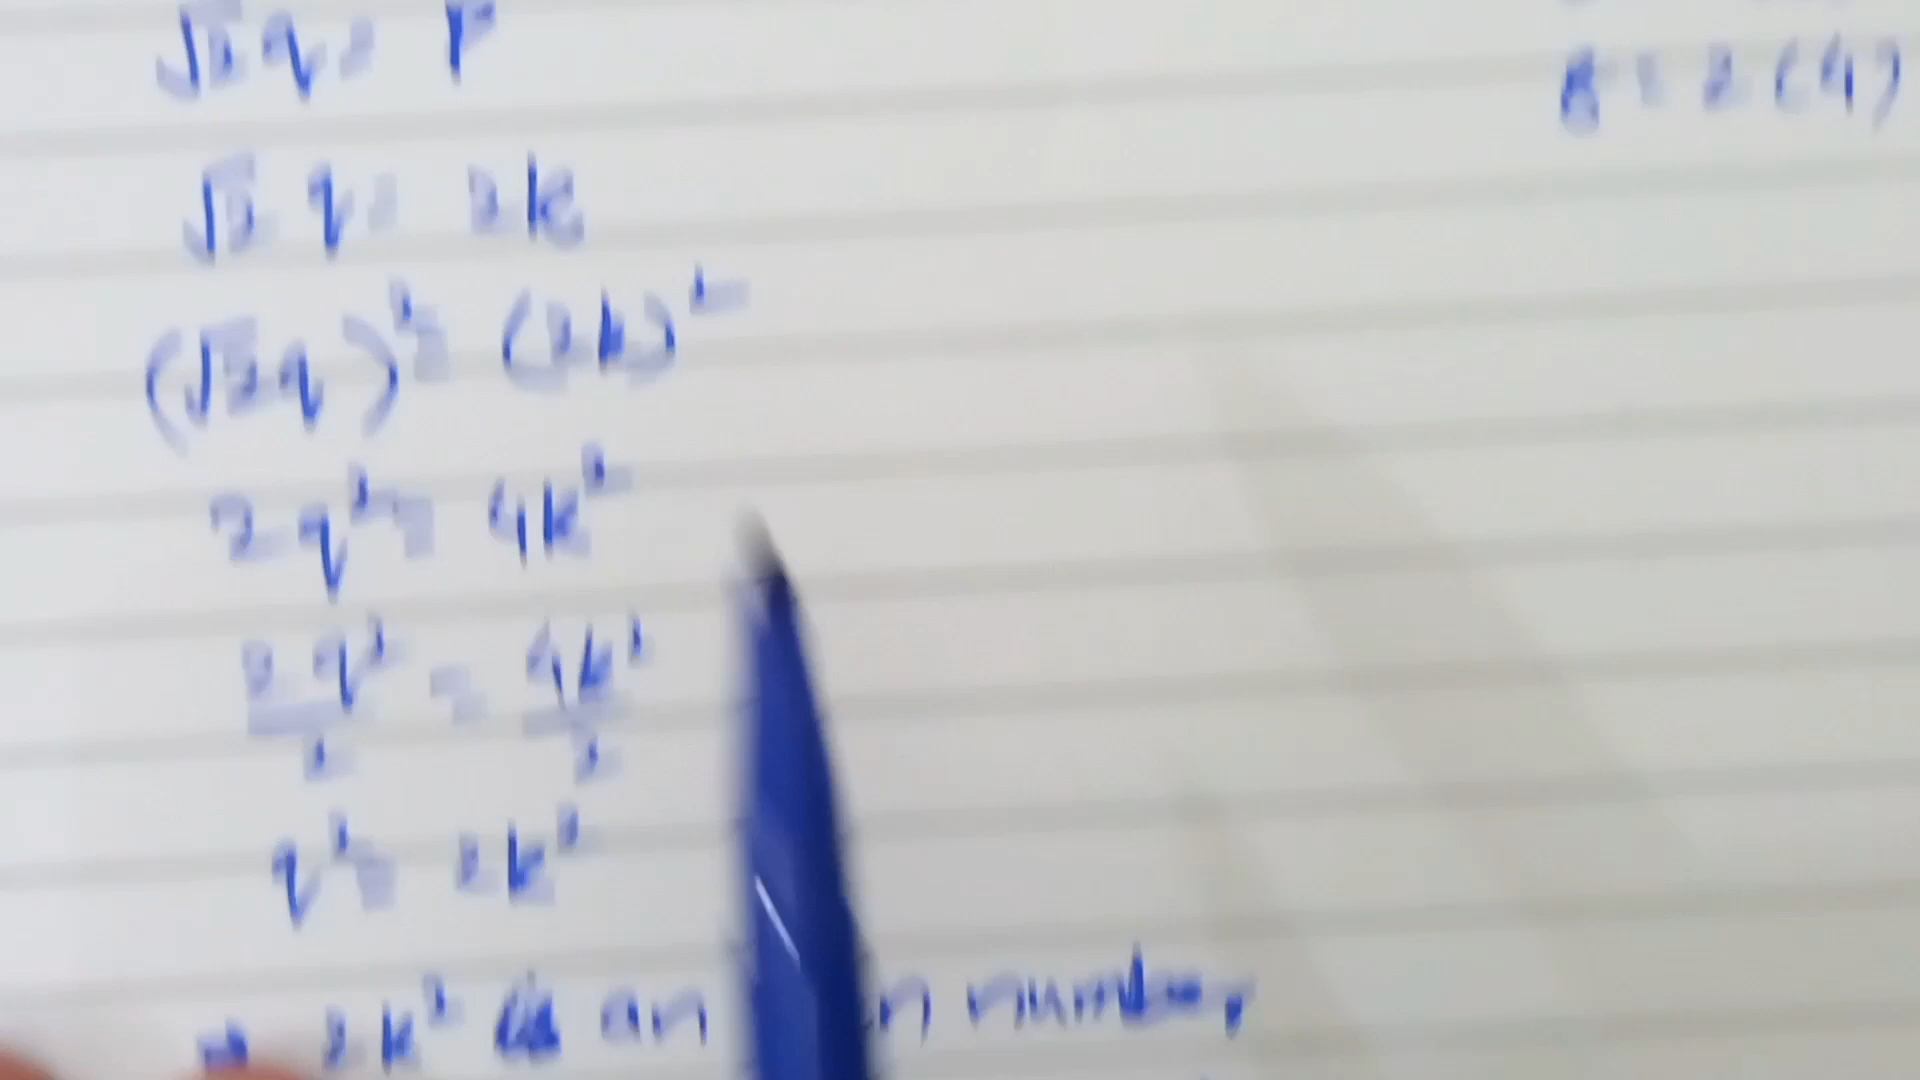 √2 q = P
8 = 2 (4)
√2 q = 2k
(√2q)² = (2k)²
2q² = 4k²
2q²/2 = 4k²/2
q² = 2k²
⇒ 2k² is an number,